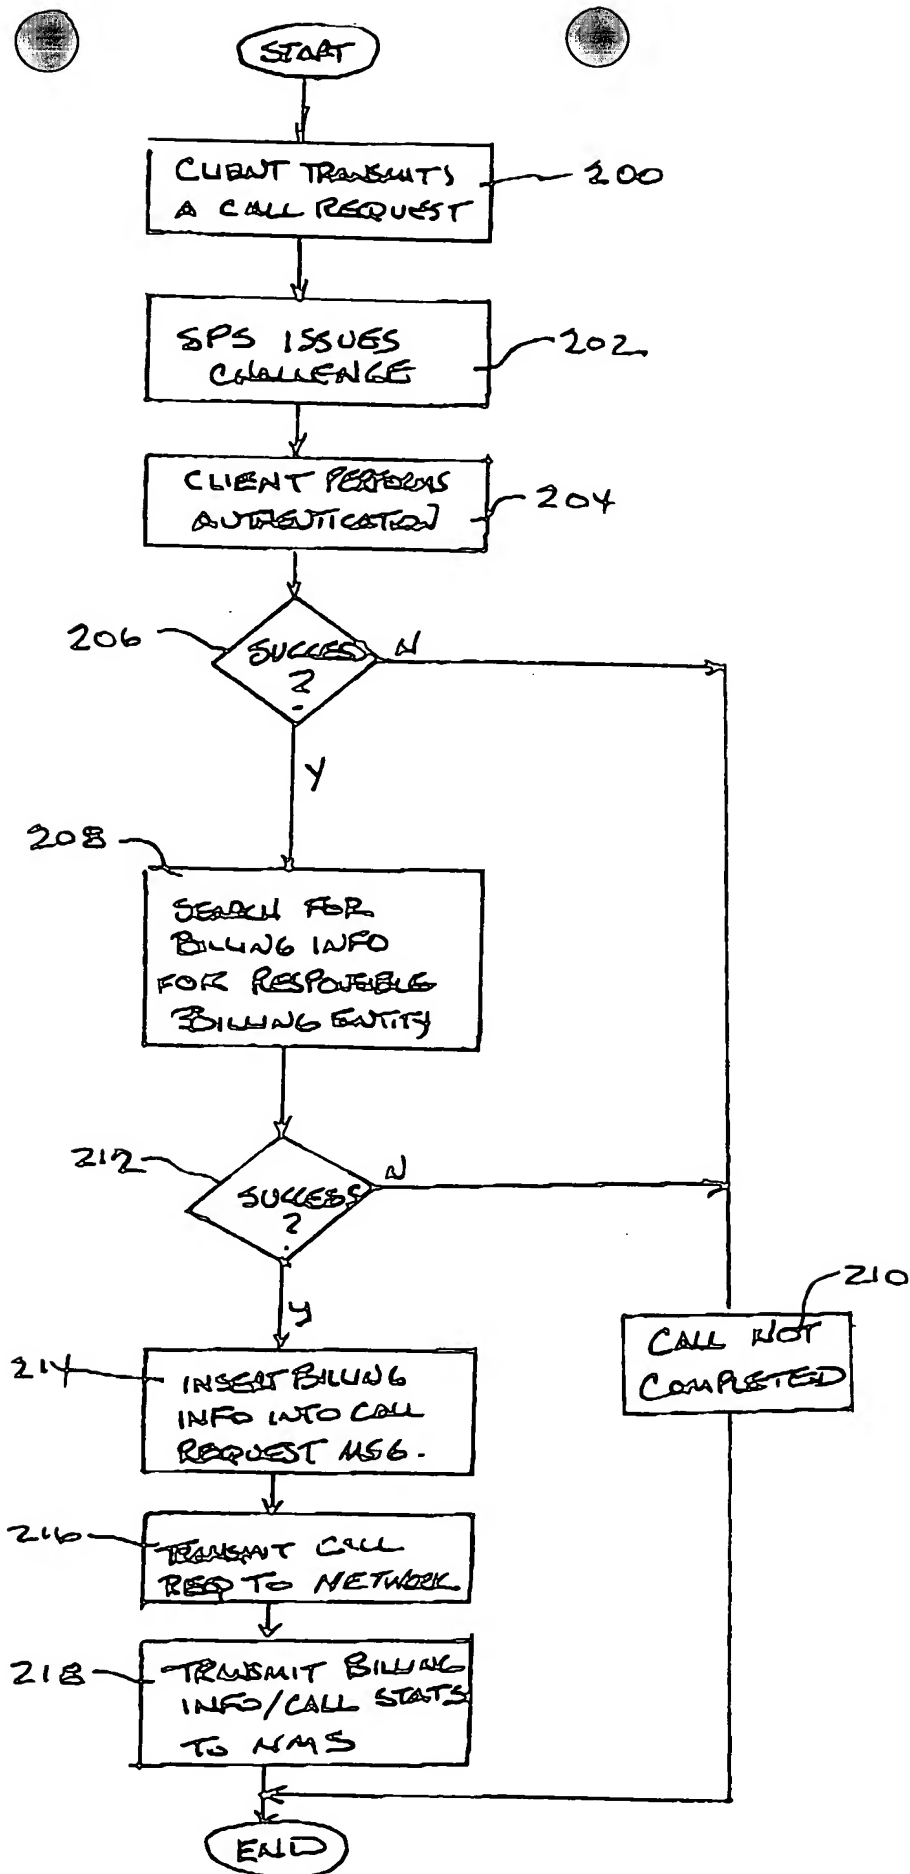 START
CLIENT TRANSMITS
A CALL REQUEST
200
SPS ISSUES
CHALLENGE
202
CLIENT PERFORMS
AUTHENTICATION
204
206
SUCCESS
?
N
Y
208
SEARCH FOR
BILLING INFO
FOR RESPONSIBLE
BILLING ENTITY
212
SUCCESS
?
N
Y
210
CALL NOT
COMPLETED
214
INSERT BILLING
INFO INTO CALL
REQUEST MSG.
216
TRANSMIT CALL
REQ TO NETWORK
218
TRANSMIT BILLING
INFO/CALL STATS
TO NMS
END